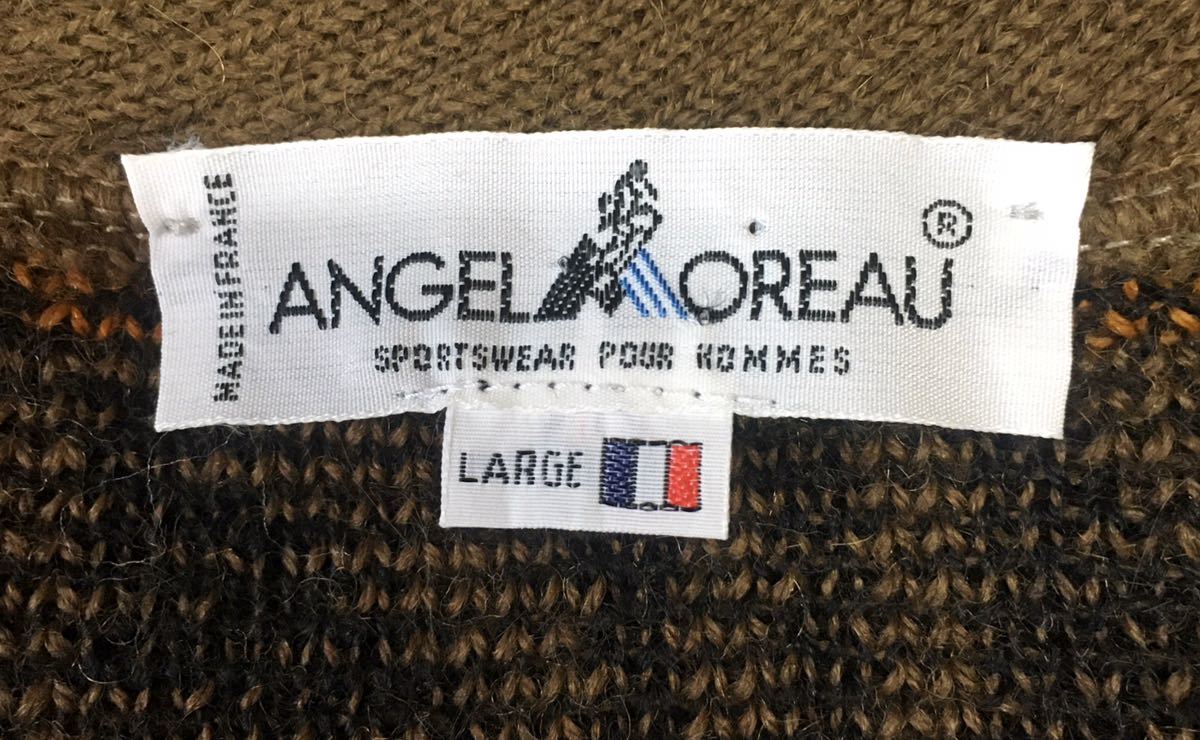 MADE IN FRANCE
ANGEL MOREAU ®
SPORTSWEAR POUR HOMMES
LARGE